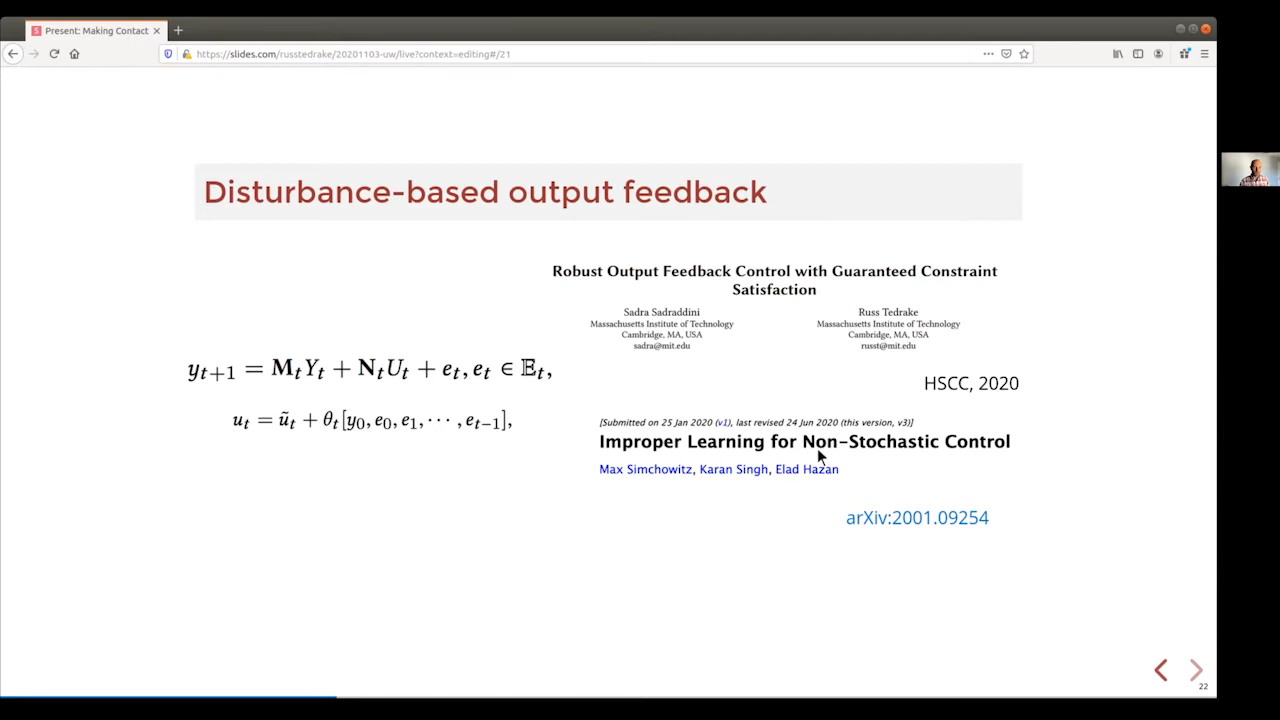 Present: Making Contact
https://slides.com/russtedrake/20201103-uw/live?context=editing#/21
Disturbance-based output feedback
Robust Output Feedback Control with Guaranteed Constraint
Satisfaction
Sadra Sadraddini
Massachusetts Institute of Technology
Cambridge, MA, USA
sadra@mit.edu
Russ Tedrake
Massachusetts Institute of Technology
Cambridge, MA, USA
russt@mit.edu
y_{t+1} = M_t Y_t + N_t U_t + e_t, e_t ∈ 𝔼_t,
HSCC, 2020
u_t = ũ_t + θ_t[y_0, e_0, e_1, ⋯ , e_{t−1}],
[Submitted on 25 Jan 2020 (v1), last revised 24 Jun 2020 (this version, v3)]
Improper Learning for Non-Stochastic Control
Max Simchowitz, Karan Singh, Elad Hazan
arXiv:2001.09254
22